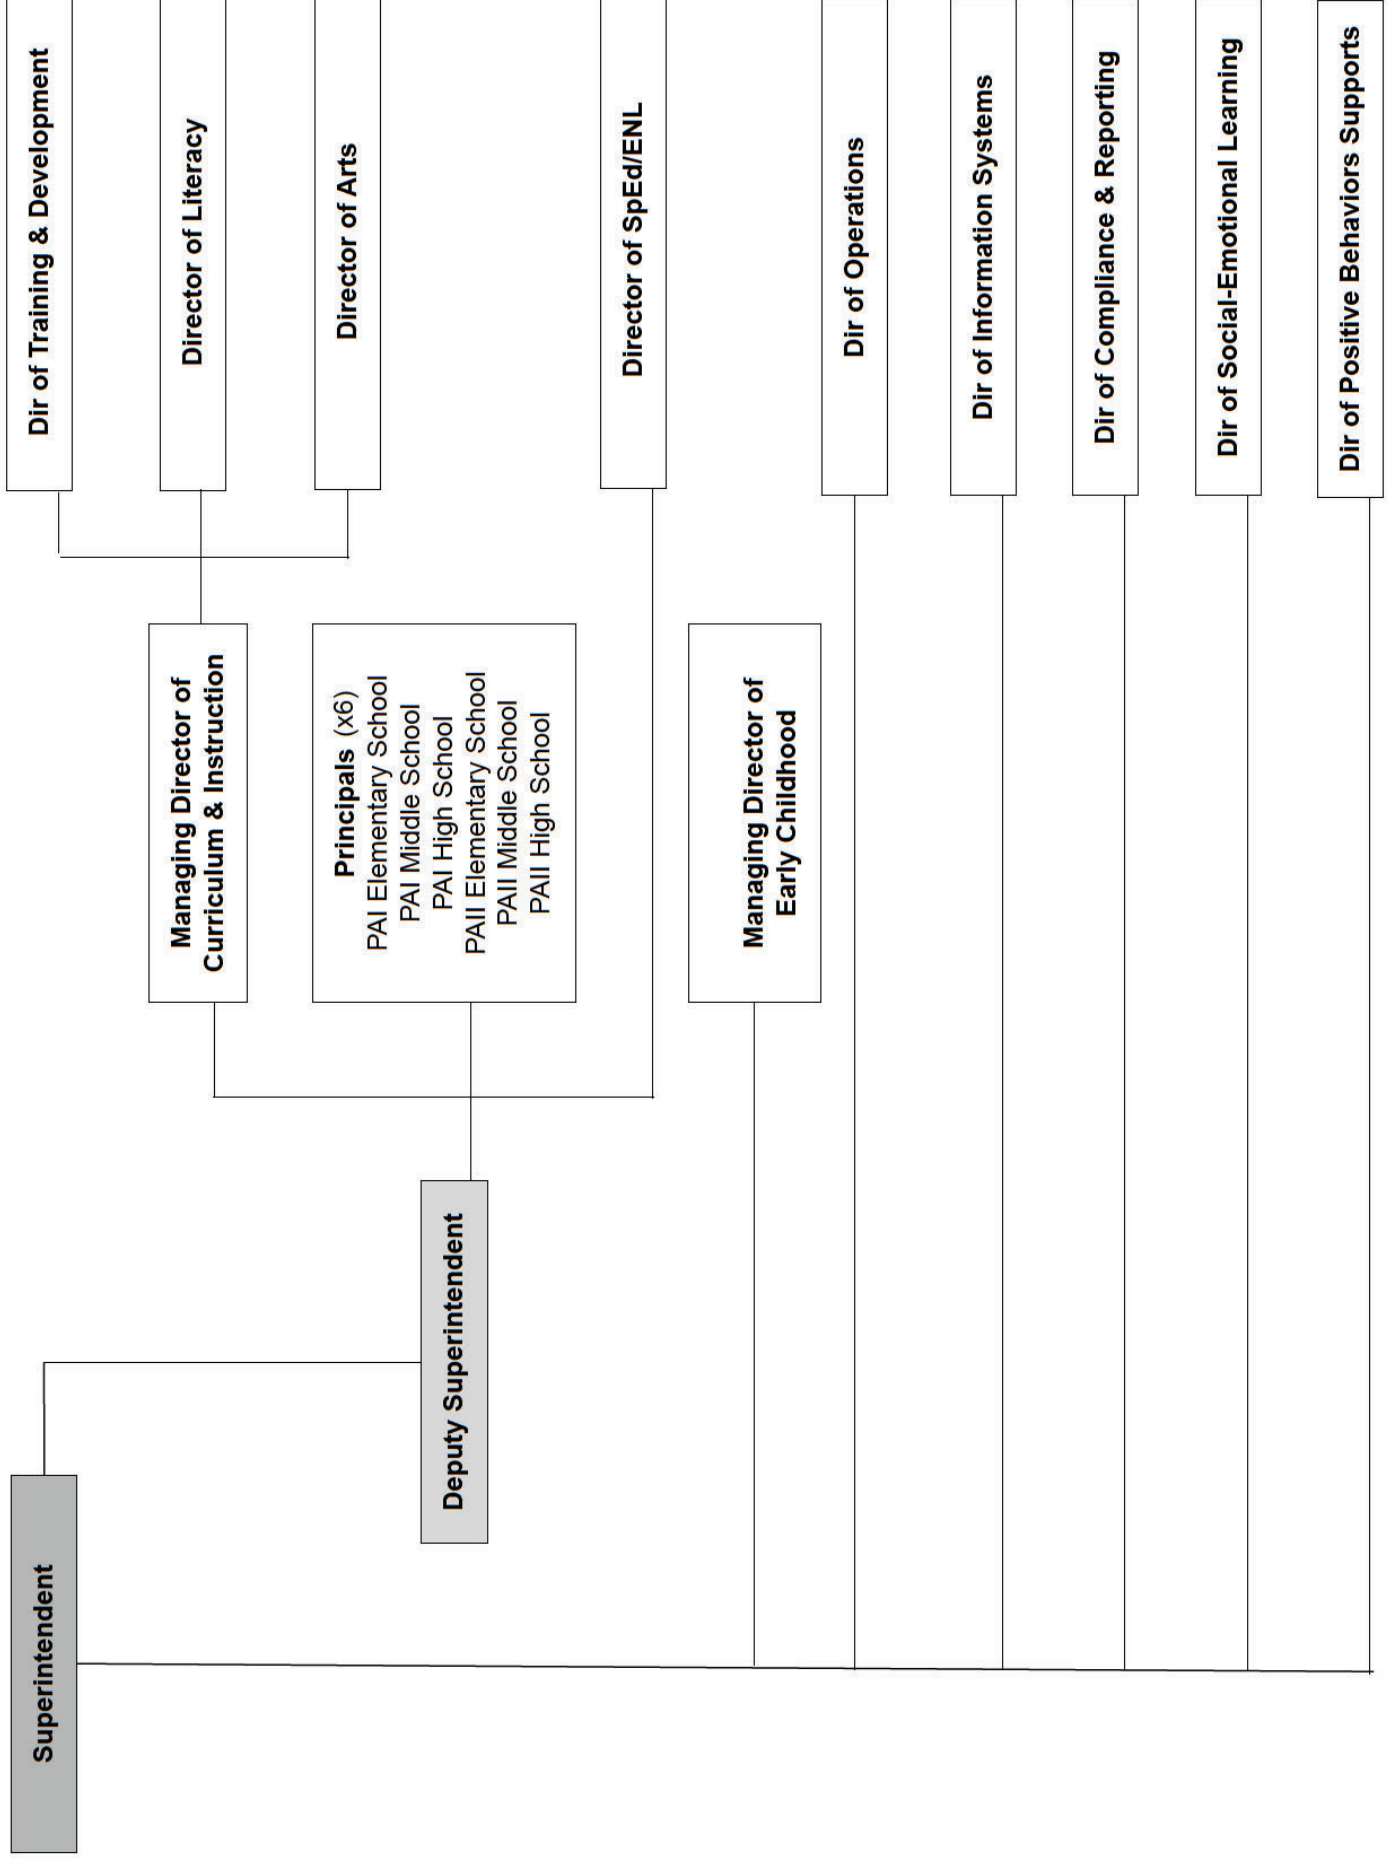 Superintendent
Deputy Superintendent
Managing Director of
Curriculum & Instruction
Principals (x6)
PAI Elementary School
PAI Middle School
PAI High School
PAII Elementary School
PAII Middle School
PAII High School
Managing Director of
Early Childhood
Dir of Training & Development
Director of Literacy
Director of Arts
Director of SpEd/ENL
Dir of Operations
Dir of Information Systems
Dir of Compliance & Reporting
Dir of Social-Emotional Learning
Dir of Positive Behaviors Supports